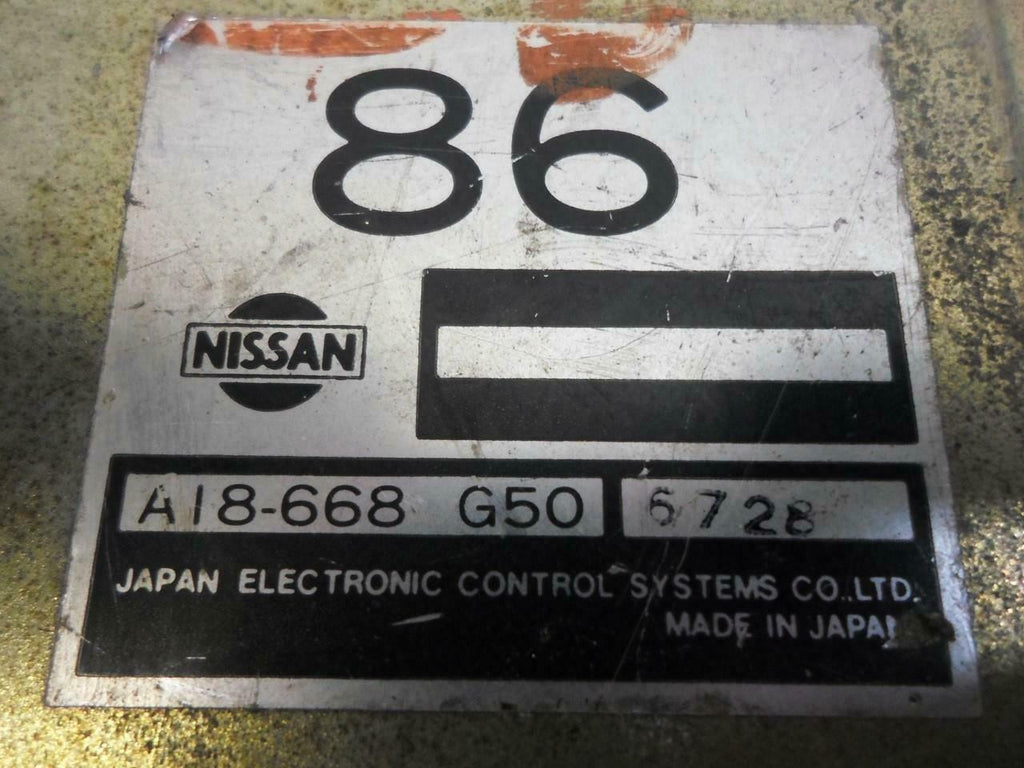 86
NISSAN
A18-668 G50 6728
JAPAN ELECTRONIC CONTROL SYSTEMS CO.,LTD.
MADE IN JAPAN